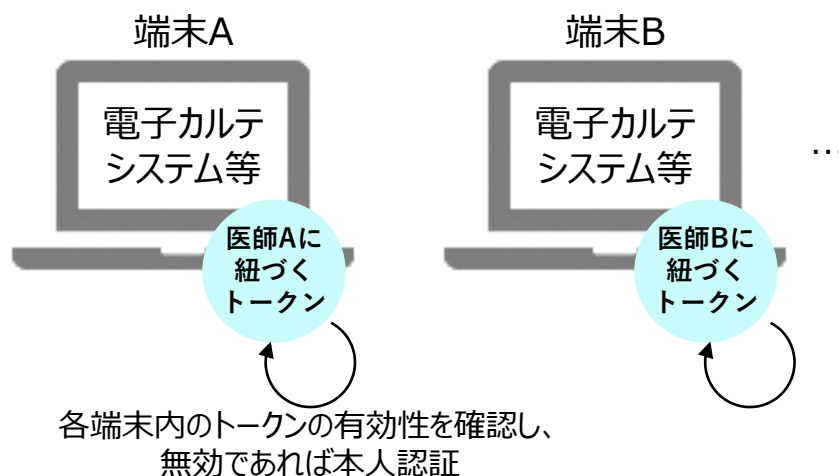 端末A
端末B
電子カルテ
システム等
電子カルテ
システム等
…
医師Aに
紐づく
トークン
医師Bに
紐づく
トークン
各端末内のトークンの有効性を確認し、
無効であれば本人認証